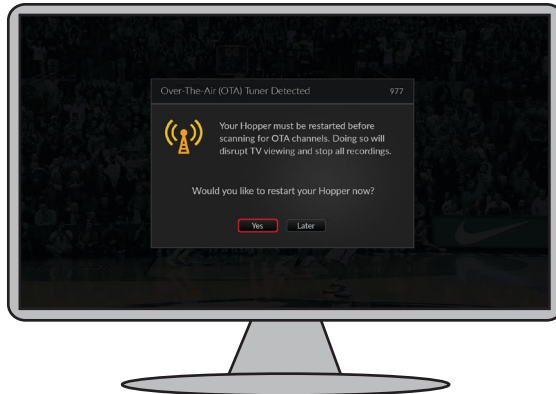 Over-The-Air (OTA) Tuner Detected 977
Your Hopper must be restarted before
scanning for OTA channels. Doing so will
disrupt TV viewing and stop all recordings.
Would you like to restart your Hopper now?
Yes Later